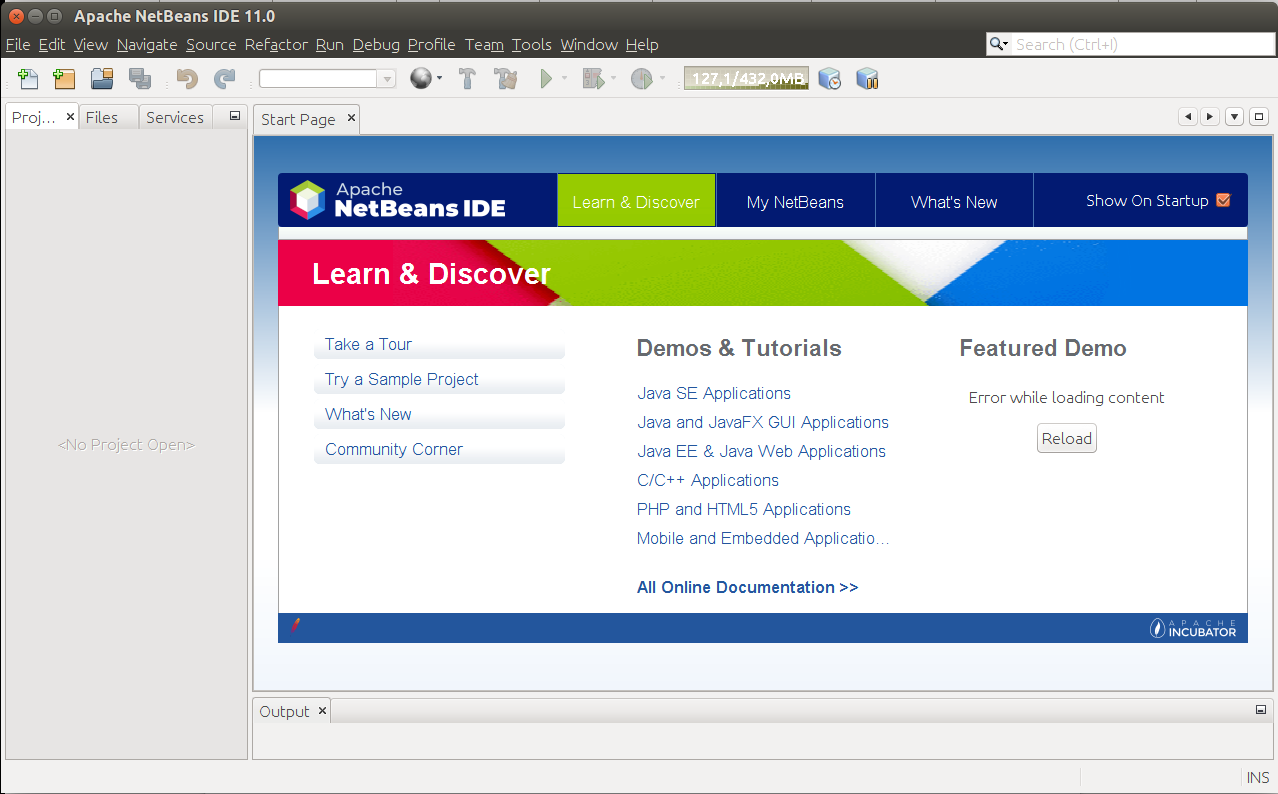 Apache NetBeans IDE 11.0
File Edit View Navigate Source Refactor Run Debug Profile Team Tools Window Help
Search (Ctrl+I)
127,1/432,0MB
Proj... Files Services
Start Page
Apache
NetBeans IDE
Learn & Discover
My NetBeans
What's New
Show On Startup
Learn & Discover
Take a Tour
Try a Sample Project
What's New
Community Corner
Demos & Tutorials
Java SE Applications
Java and JavaFX GUI Applications
Java EE & Java Web Applications
C/C++ Applications
PHP and HTML5 Applications
Mobile and Embedded Applicatio...
All Online Documentation >>
Featured Demo
Error while loading content
Reload
<No Project Open>
APACHE
INCUBATOR
Output
INS